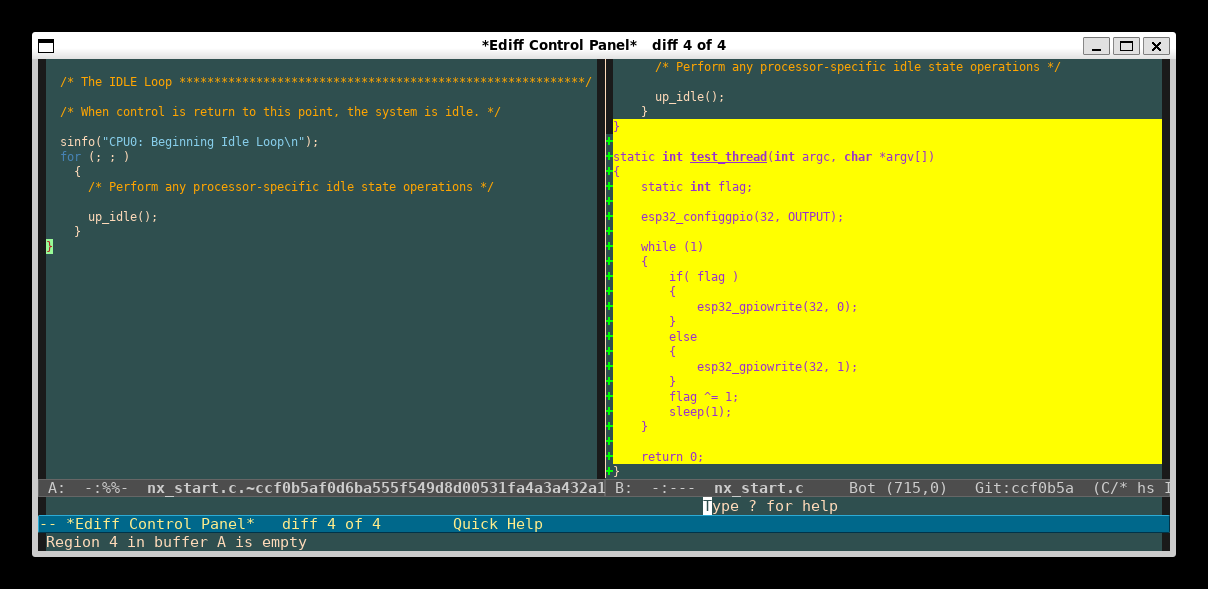 *Ediff Control Panel*   diff 4 of 4
/* The IDLE Loop **********************************************************/
/* When control is return to this point, the system is idle. */
sinfo("CPU0: Beginning Idle Loop\n");
for (; ; )
{
/* Perform any processor-specific idle state operations */
up_idle();
}
}
/* Perform any processor-specific idle state operations */
up_idle();
}
}
+
+static int test_thread(int argc, char *argv[])
+{
+    static int flag;
+
+    esp32_configgpio(32, OUTPUT);
+
+    while (1)
+    {
+        if( flag )
+        {
+            esp32_gpiowrite(32, 0);
+        }
+        else
+        {
+            esp32_gpiowrite(32, 1);
+        }
+        flag ^= 1;
+        sleep(1);
+    }
+
+    return 0;
+}
A:  -:%%-  nx_start.c.~ccf0b5af0d6ba555f549d8d00531fa4a3a432a1
B:  -:---  nx_start.c     Bot (715,0)   Git:ccf0b5a  (C/* hs
Type ? for help
-- *Ediff Control Panel*   diff 4 of 4        Quick Help
Region 4 in buffer A is empty